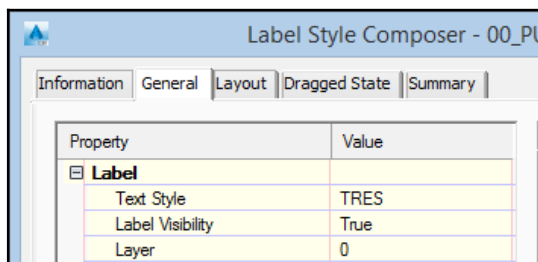 Label Style Composer - 00_PU
Information General Layout Dragged State Summary
Property Value
Label
Text Style TRES
Label Visibility True
Layer 0